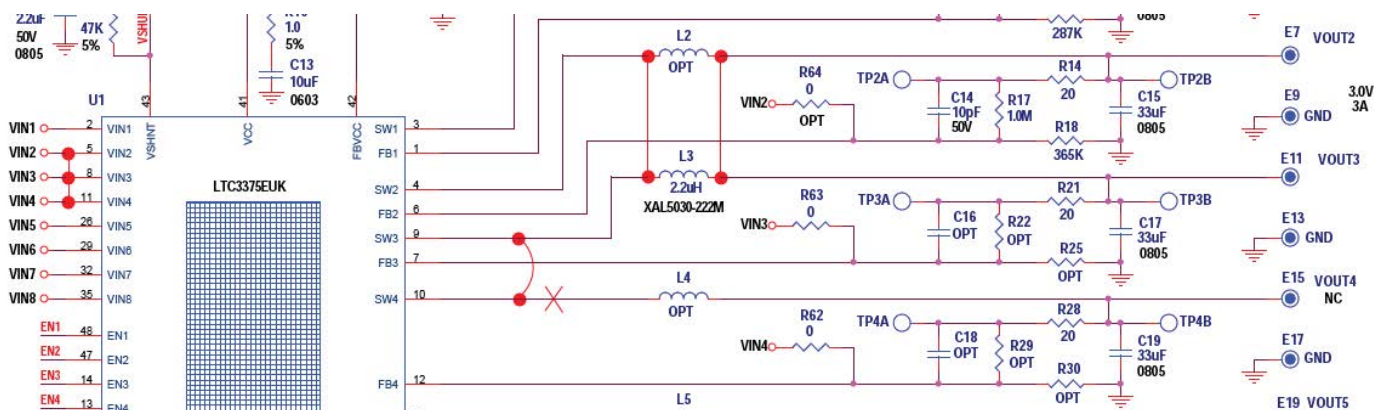 2.2uF
50V
0805
47K
5%
1.0
5%
C13
10uF
0603
U1
43
41
42
VSHNT
VCC
FBVCC
LTC3375EUK
VIN1 2 VIN1
VIN2 5 VIN2
VIN3 8 VIN3
VIN4 11 VIN4
VIN5 26 VIN5
VIN6 29 VIN6
VIN7 32 VIN7
VIN8 35 VIN8
EN1 48 EN1
EN2 47 EN2
EN3 14 EN3
EN4 13 EN4
SW1 3
FB1 1
SW2 4
FB2 6
SW3 9
FB3 7
SW4 10
FB4 12
L2
OPT
L3
2.2uH
XAL5030-222M
L4
OPT
L5
287K
0805
E7 VOUT2
R64
0
VIN2
OPT
TP2A
C14
10pF
50V
R17
1.0M
R14
20
R18
365K
TP2B
C15
33uF
0805
E9
GND
3.0V
3A
E11 VOUT3
R63
0
VIN3
TP3A
C16
OPT
R22
OPT
R21
20
R25
OPT
TP3B
C17
33uF
0805
E13
GND
E15 VOUT4
NC
R62
0
VIN4
TP4A
C18
OPT
R29
OPT
R28
20
R30
OPT
TP4B
C19
33uF
0805
E17
GND
E19 VOUT5